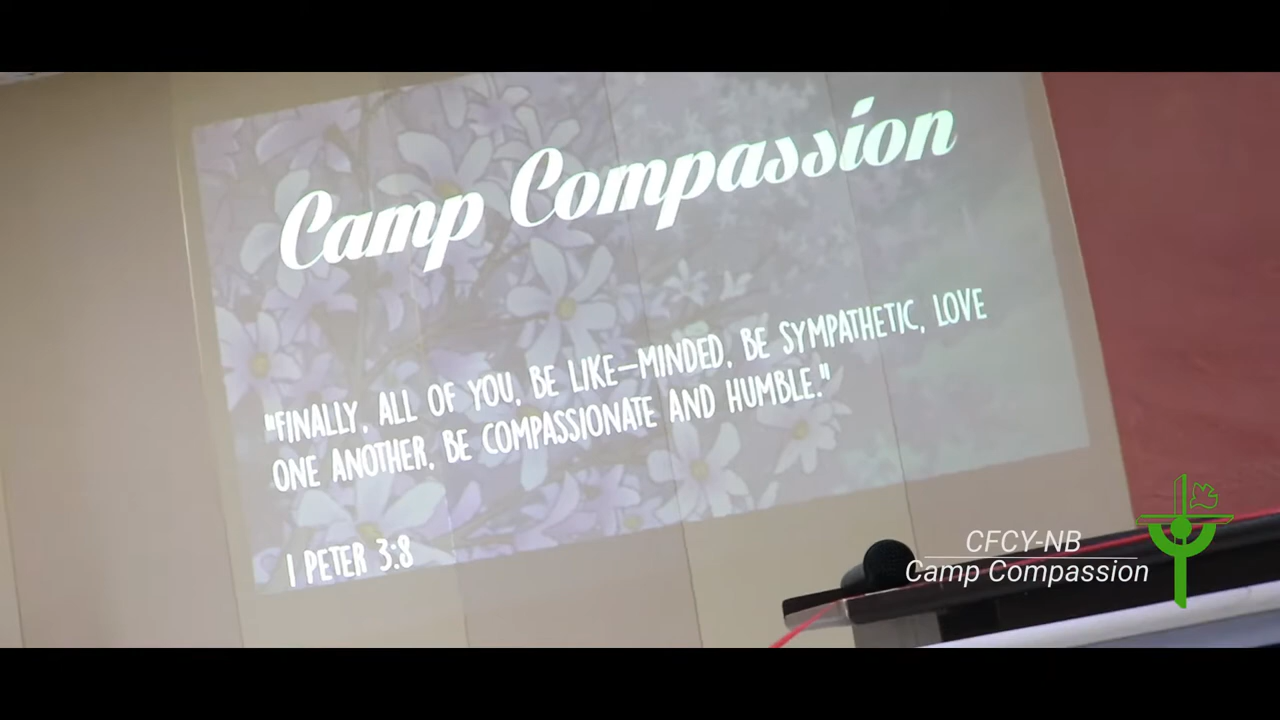 Camp Compassion
"FINALLY, ALL OF YOU, BE LIKE-MINDED, BE SYMPATHETIC, LOVE
ONE ANOTHER, BE COMPASSIONATE AND HUMBLE."
1 PETER 3:8
CFCY-NB
Camp Compassion